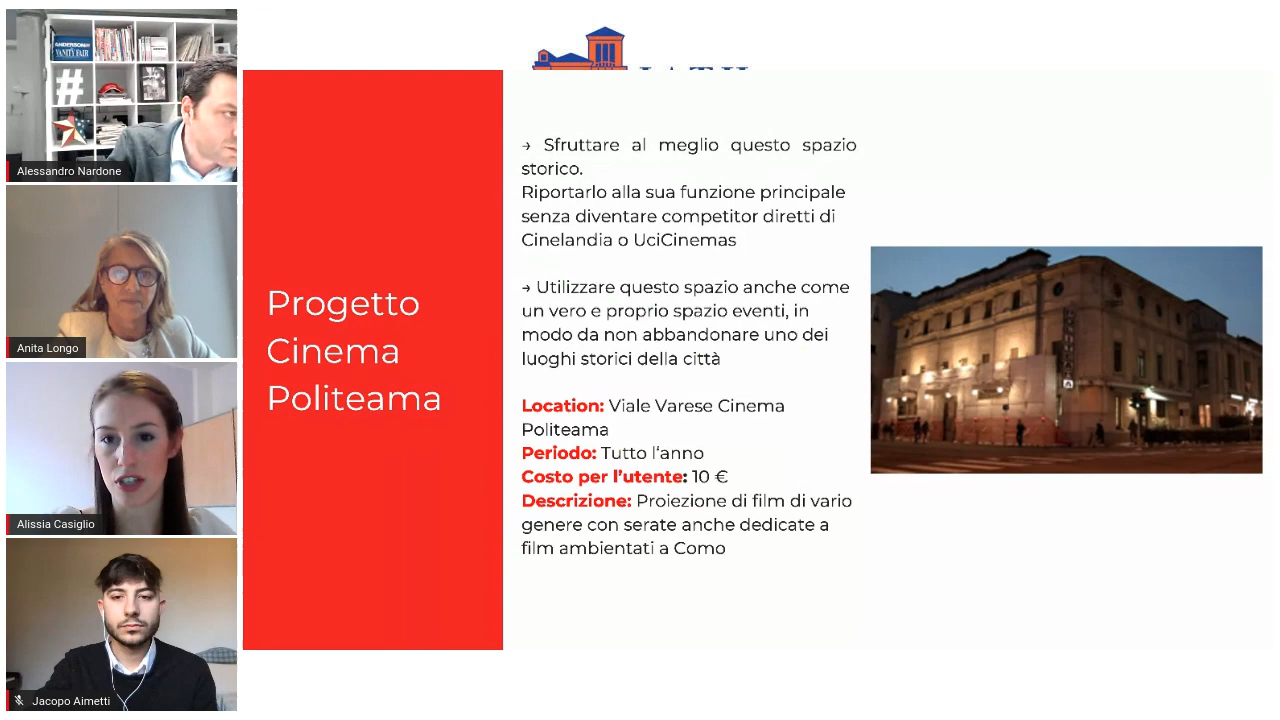 ANDERSON
VANITY FAIR
#
Alessandro Nardone
Anita Longo
Alissia Casiglio
Jacopo Aimetti
Progetto
Cinema
Politeama
→ Sfruttare al meglio questo spazio
storico.
Riportarlo alla sua funzione principale
senza diventare competitor diretti di
Cinelandia o UciCinemas
→ Utilizzare questo spazio anche come
un vero e proprio spazio eventi, in
modo da non abbandonare uno dei
luoghi storici della città
Location: Viale Varese Cinema
Politeama
Periodo: Tutto l'anno
Costo per l'utente: 10 €
Descrizione: Proiezione di film di vario
genere con serate anche dedicate a
film ambientati a Como